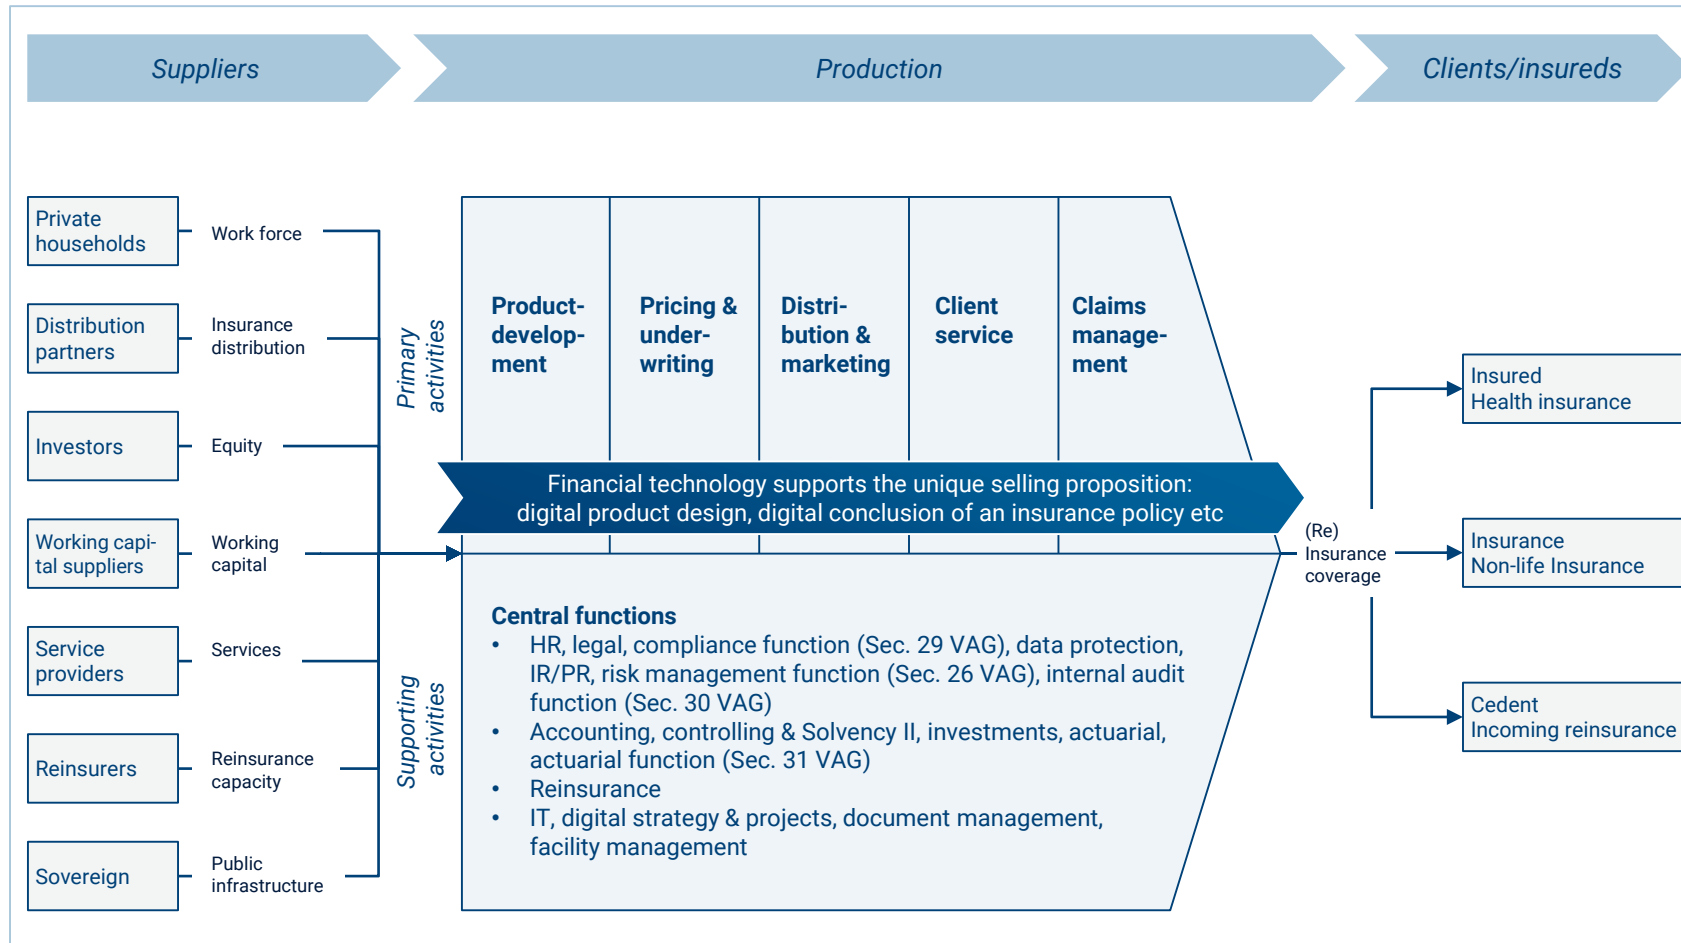 Suppliers
Production
Clients/insureds
Private
households
Work force
Distribution
partners
Insurance
distribution
Investors
Equity
Working capi-
tal suppliers
Working
capital
Service
providers
Services
Reinsurers
Reinsurance
capacity
Sovereign
Public
infrastructure
Primary
activities
Supporting
activities
Product-
develop-
ment
Pricing &
under-
writing
Distri-
bution &
marketing
Client
service
Claims
manage-
ment
Financial technology supports the unique selling proposition:
digital product design, digital conclusion of an insurance policy etc
Central functions
• HR, legal, compliance function (Sec. 29 VAG), data protection,
IR/PR, risk management function (Sec. 26 VAG), internal audit
function (Sec. 30 VAG)
• Accounting, controlling & Solvency II, investments, actuarial,
actuarial function (Sec. 31 VAG)
• Reinsurance
• IT, digital strategy & projects, document management,
facility management
(Re)
Insurance
coverage
Insured
Health insurance
Insurance
Non-life Insurance
Cedent
Incoming reinsurance